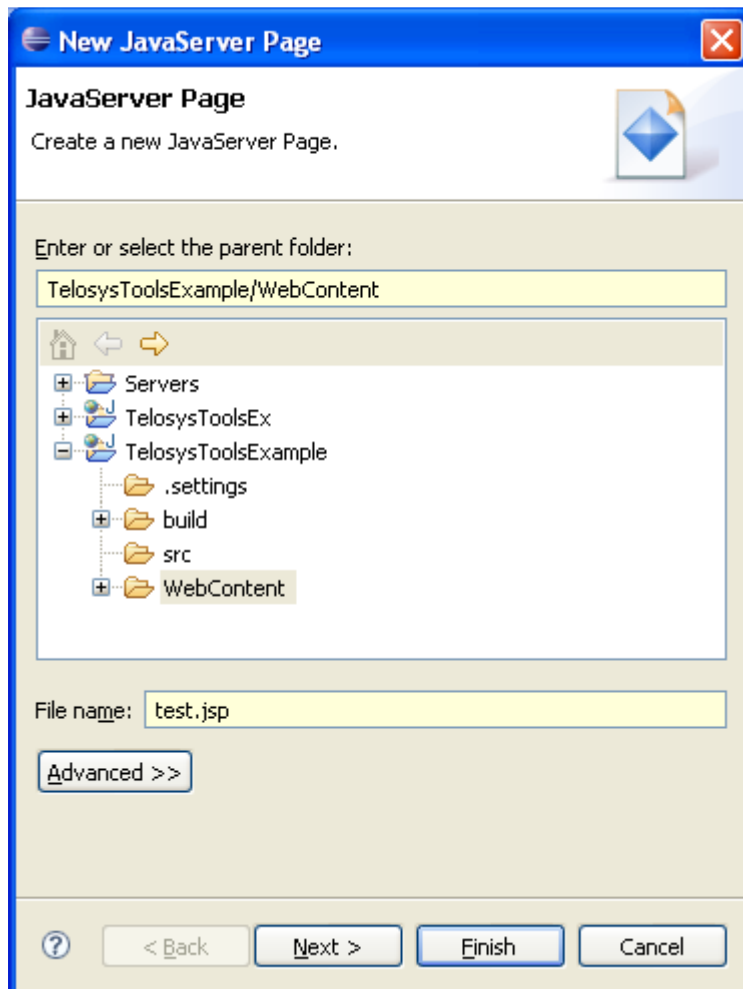 New JavaServer Page
JavaServer Page
Create a new JavaServer Page.
Enter or select the parent folder:
TelosysToolsExample/WebContent
Servers
TelosysToolsEx
TelosysToolsExample
.settings
build
src
WebContent
File name: test.jsp
Advanced >>
? < Back Next > Finish Cancel